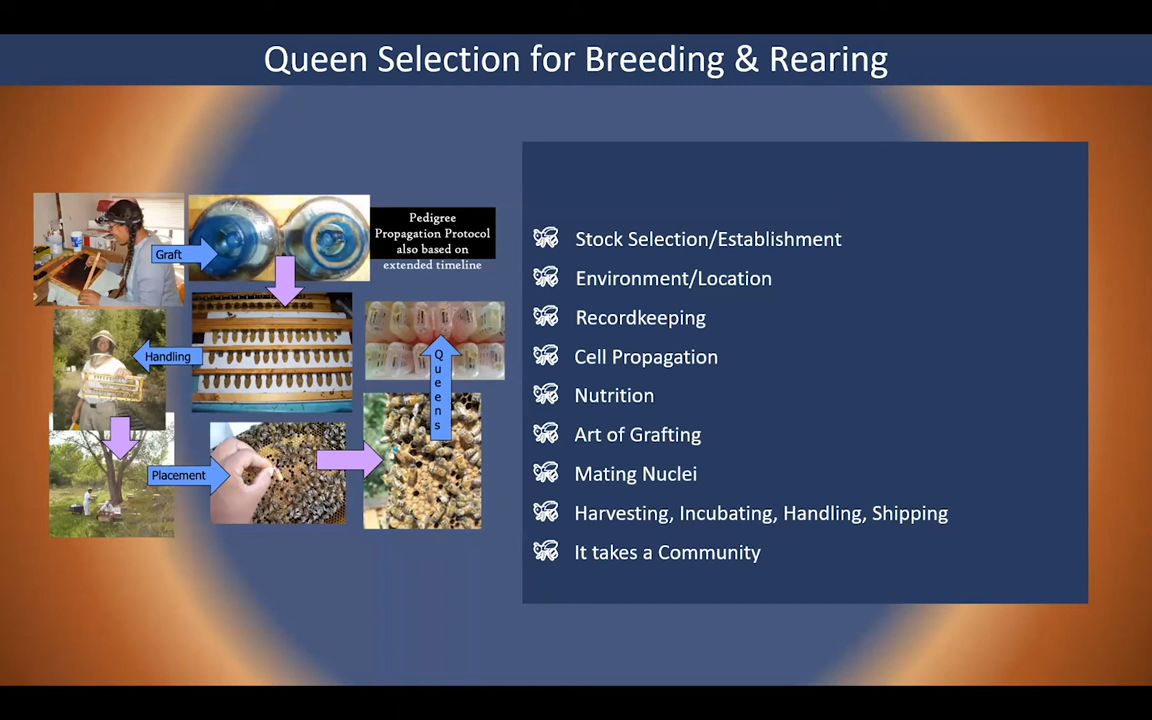 Queen Selection for Breeding & Rearing
Graft
Pedigree
Propagation Protocol
also based on
extended timeline
Handling
Queens
Placement
Stock Selection/Establishment
Environment/Location
Recordkeeping
Cell Propagation
Nutrition
Art of Grafting
Mating Nuclei
Harvesting, Incubating, Handling, Shipping
It takes a Community